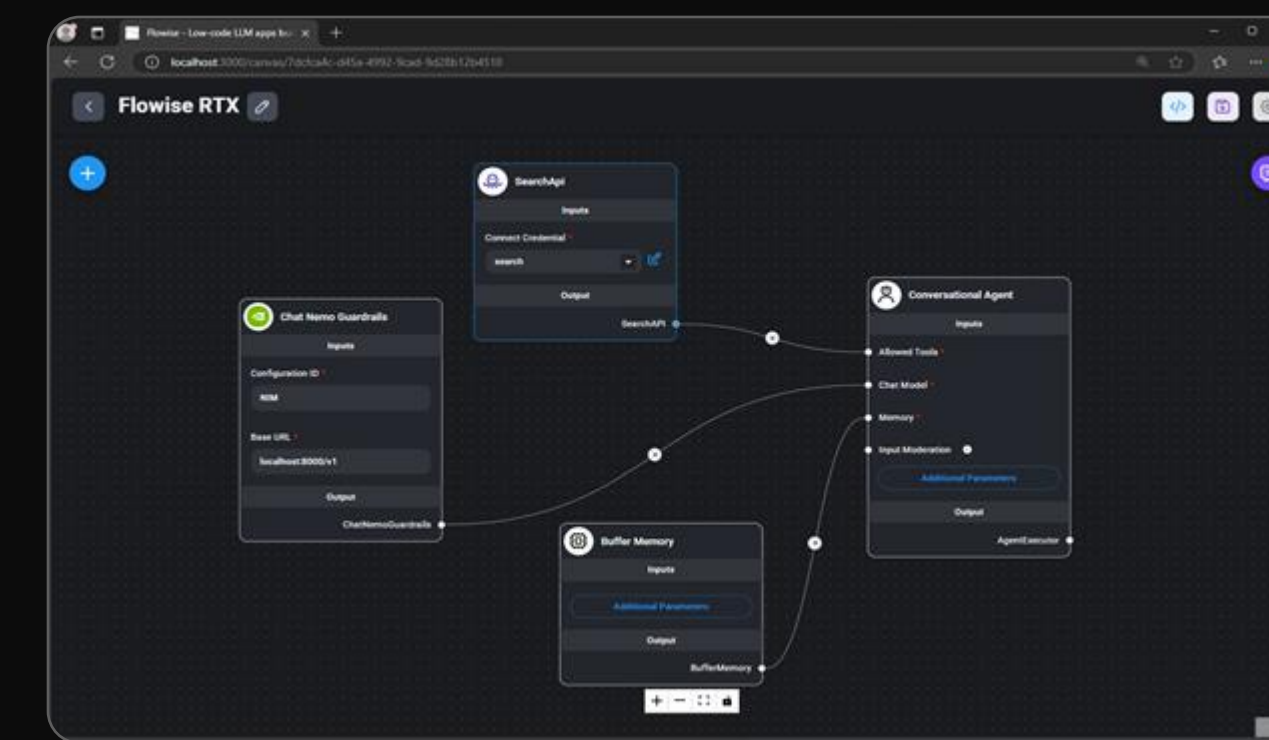 Flowise - Low-code LLM apps bu
localhost:3000/canvas/
Flowise RTX
SearchApi
Inputs
Connect Credential *
search
Output
SearchAPI
Chat Nemo Guardrails
Inputs
Configuration ID *
NIM
Base URL *
localhost:8000/v1
Output
ChatNemoGuardrails
Conversational Agent
Inputs
Allowed Tools *
Chat Model *
Memory *
Input Moderation
Additional Parameters
Output
AgentExecutor
Buffer Memory
Inputs
Additional Parameters
Output
BufferMemory